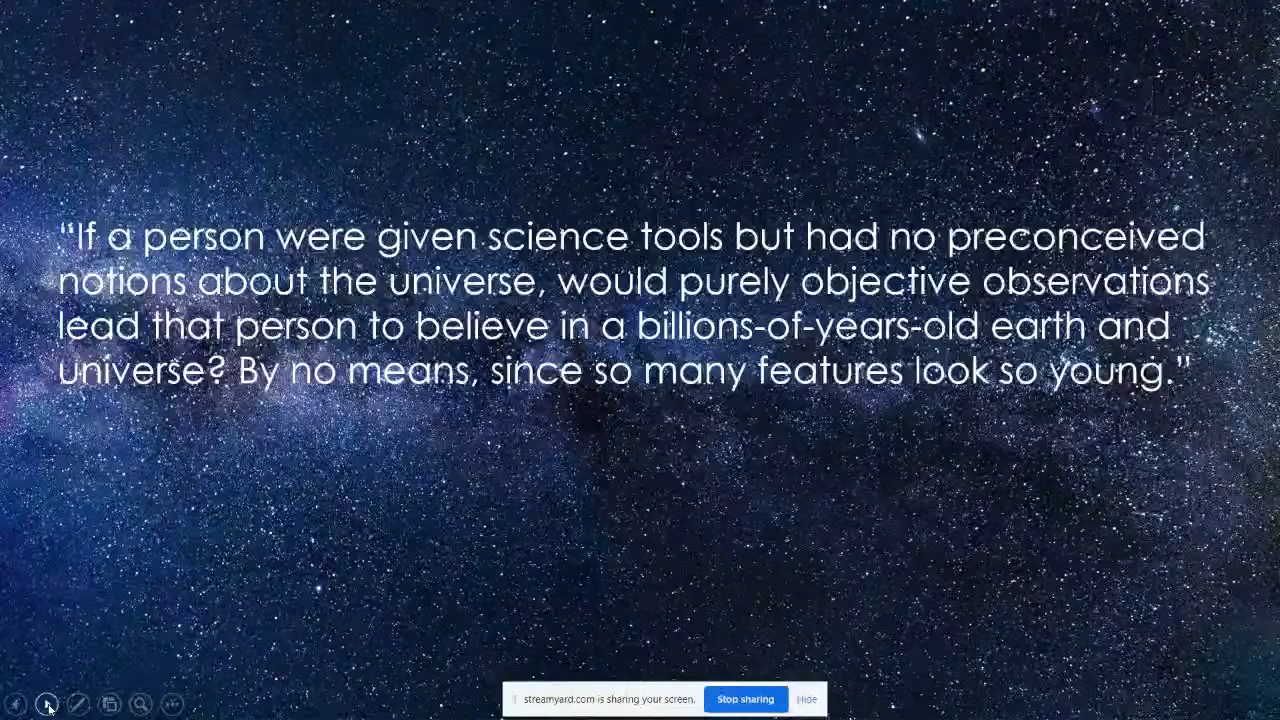 “If a person were given science tools but had no preconceived
notions about the universe, would purely objective observations
lead that person to believe in a billions-of-years-old earth and
universe? By no means, since so many features look so young.”
streamyard.com is sharing your screen. Stop sharing Hide